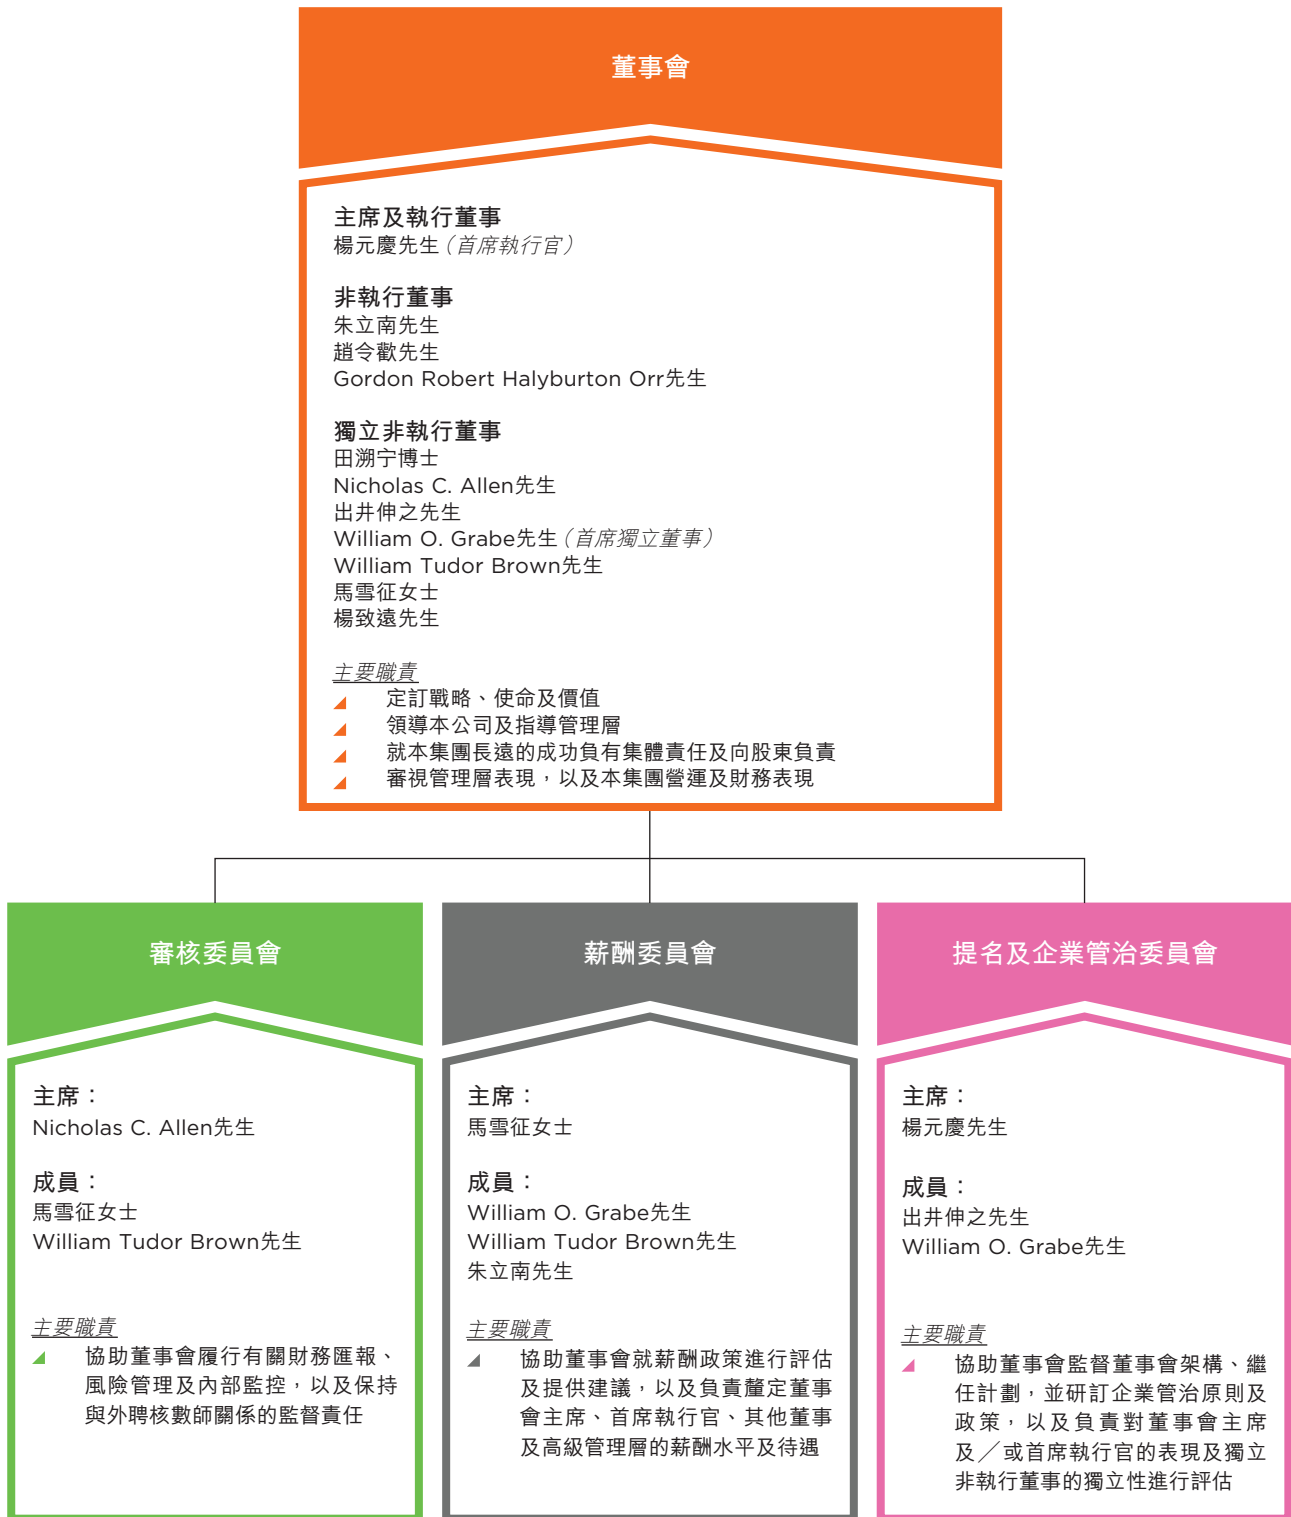 董事會
主席及執行董事
楊元慶先生（首席執行官）
非執行董事
朱立南先生
趙令歡先生
Gordon Robert Halyburton Orr先生
獨立非執行董事
田溯宁博士
Nicholas C. Allen先生
出井伸之先生
William O. Grabe先生（首席獨立董事）
William Tudor Brown先生
馬雪征女士
楊致遠先生
主要職責
定訂戰略、使命及價值
領導本公司及指導管理層
就本集團長遠的成功負有集體責任及向股東負責
審視管理層表現，以及本集團營運及財務表現
審核委員會
主席：
Nicholas C. Allen先生
成員：
馬雪征女士
William Tudor Brown先生
主要職責
協助董事會履行有關財務匯報、
風險管理及內部監控，以及保持
與外聘核數師關係的監督責任
薪酬委員會
主席：
馬雪征女士
成員：
William O. Grabe先生
William Tudor Brown先生
朱立南先生
主要職責
協助董事會就薪酬政策進行評估
及提供建議，以及負責釐定董事
會主席、首席執行官、其他董事
及高級管理層的薪酬水平及待遇
提名及企業管治委員會
主席：
楊元慶先生
成員：
出井伸之先生
William O. Grabe先生
主要職責
協助董事會監督董事會架構、繼
任計劃，並研訂企業管治原則及
政策，以及負責對董事會主席
及╱或首席執行官的表現及獨立
非執行董事的獨立性進行評估